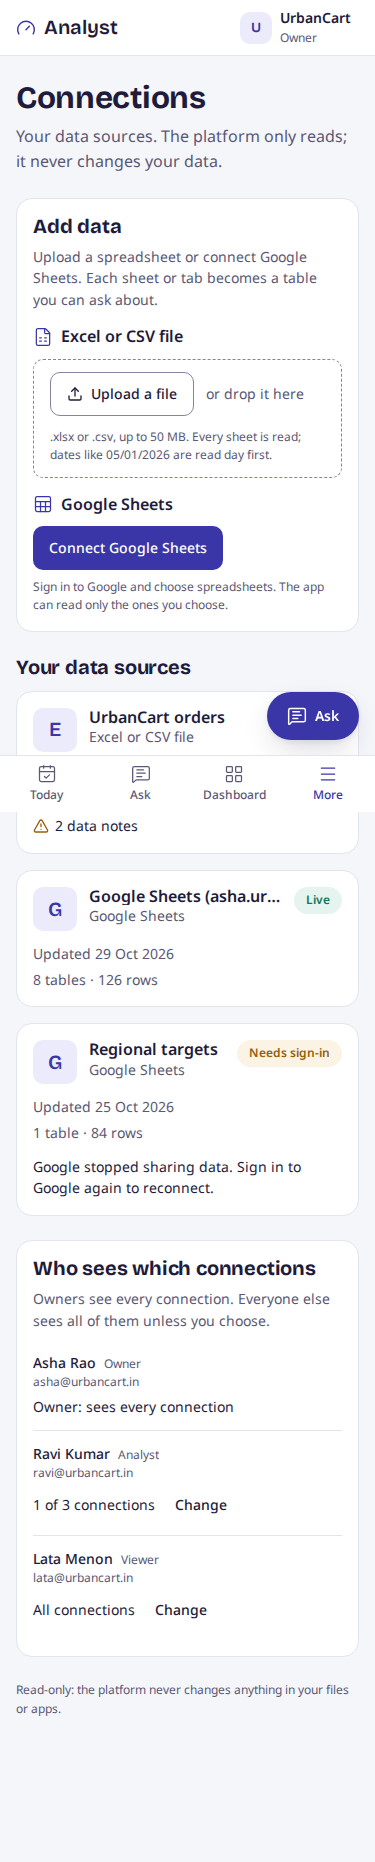 Analyst
U
UrbanCart
Owner
Connections
Your data sources. The platform only reads;
it never changes your data.
Add data
Upload a spreadsheet or connect Google
Sheets. Each sheet or tab becomes a table
you can ask about.
Excel or CSV file
Upload a file
or drop it here
.xlsx or .csv, up to 50 MB. Every sheet is read;
dates like 05/01/2026 are read day first.
Google Sheets
Connect Google Sheets
Sign in to Google and choose spreadsheets. The app
can read only the ones you choose.
Your data sources
E
UrbanCart orders
Excel or CSV file
Ask
Today
Ask
Dashboard
More
2 data notes
G
Google Sheets (asha.ur...
Google Sheets
Live
Updated 29 Oct 2026
8 tables · 126 rows
G
Regional targets
Google Sheets
Needs sign-in
Updated 25 Oct 2026
1 table · 84 rows
Google stopped sharing data. Sign in to
Google again to reconnect.
Who sees which connections
Owners see every connection. Everyone else
sees all of them unless you choose.
Asha Rao Owner
asha@urbancart.in
Owner: sees every connection
Ravi Kumar Analyst
ravi@urbancart.in
1 of 3 connections Change
Lata Menon Viewer
lata@urbancart.in
All connections Change
Read-only: the platform never changes anything in your files
or apps.